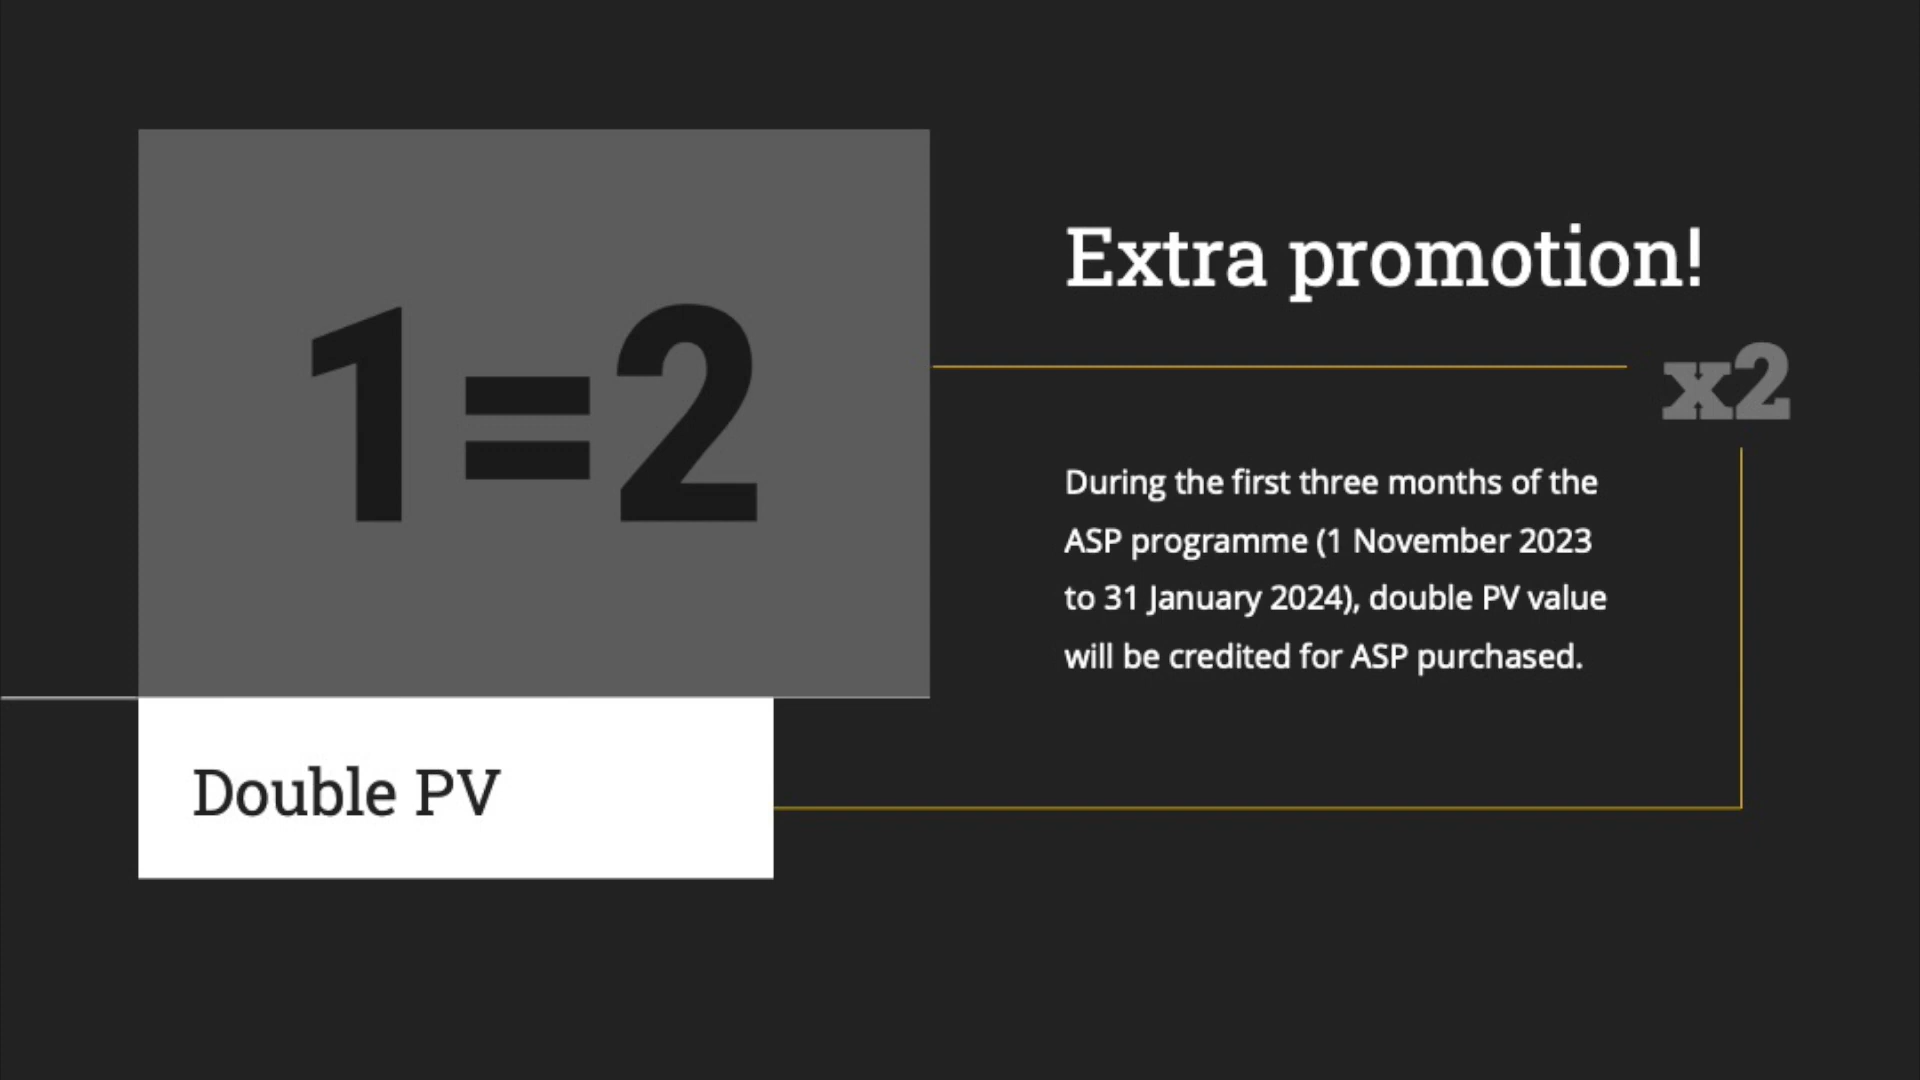 1=2
Double PV
Extra promotion!
x2
During the first three months of the
ASP programme (1 November 2023
to 31 January 2024), double PV value
will be credited for ASP purchased.